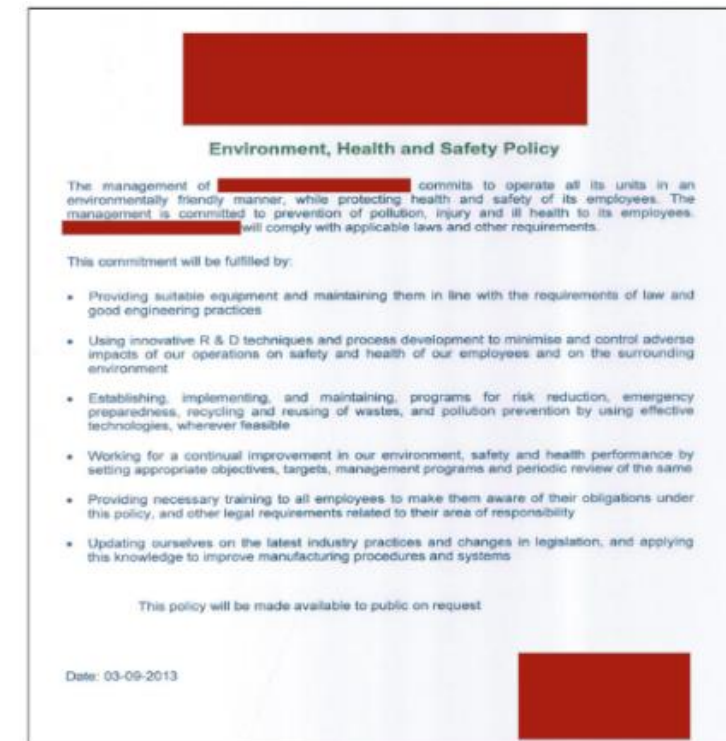 Environment, Health and Safety Policy
The management of commits to operate all its units in an
environmentally friendly manner, while protecting health and safety of its employees. The
management is committed to prevention of pollution, injury and ill health to its employees.
will comply with applicable laws and other requirements.
This commitment will be fulfilled by:
• Providing suitable equipment and maintaining them in line with the requirements of law and
good engineering practices
• Using innovative R & D techniques and process development to minimise and control adverse
impacts of our operations on safety and health of our employees and on the surrounding
environment
• Establishing, implementing, and maintaining, programs for risk reduction, emergency
preparedness, recycling and reusing of wastes, and pollution prevention by using effective
technologies, wherever feasible
• Working for a continual improvement in our environment, safety and health performance by
setting appropriate objectives, targets, management programs and periodic review of the same
• Providing necessary training to all employees to make them aware of their obligations under
this policy, and other legal requirements related to their area of responsibility
• Updating ourselves on the latest industry practices and changes in legislation, and applying
this knowledge to improve manufacturing procedures and systems
This policy will be made available to public on request
Date: 03-09-2013